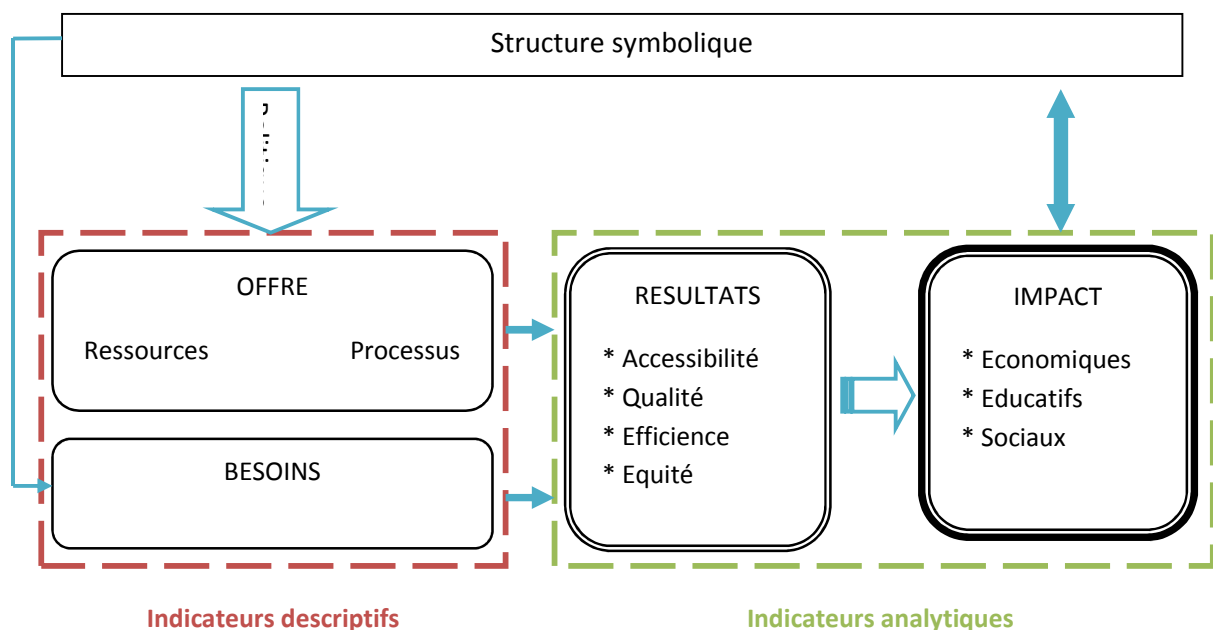 Structure symbolique
OFFRE
Ressources Processus
BESOINS
RESULTATS
* Accessibilité
* Qualité
* Efficience
* Equité
IMPACT
* Economiques
* Educatifs
* Sociaux
Indicateurs descriptifs
Indicateurs analytiques